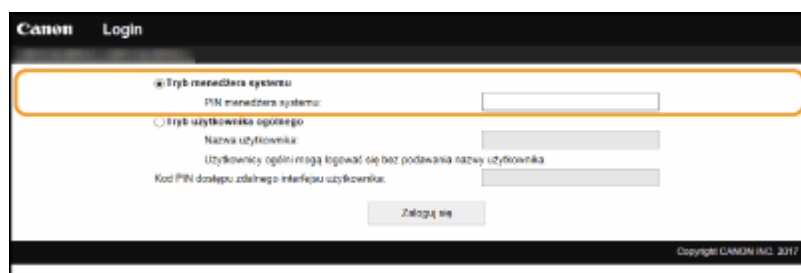 Canon Login
Tryb menedżera systemu
PIN menedżera systemu:
Tryb użytkownika ogólnego
Nazwa użytkownika:
Użytkownicy ogólni mogą logować się bez podawania nazwy użytkownika.
Kod PIN dostępu zdalnego interfejsu użytkownika:
Zaloguj się
Copyright CANON INC. 2017